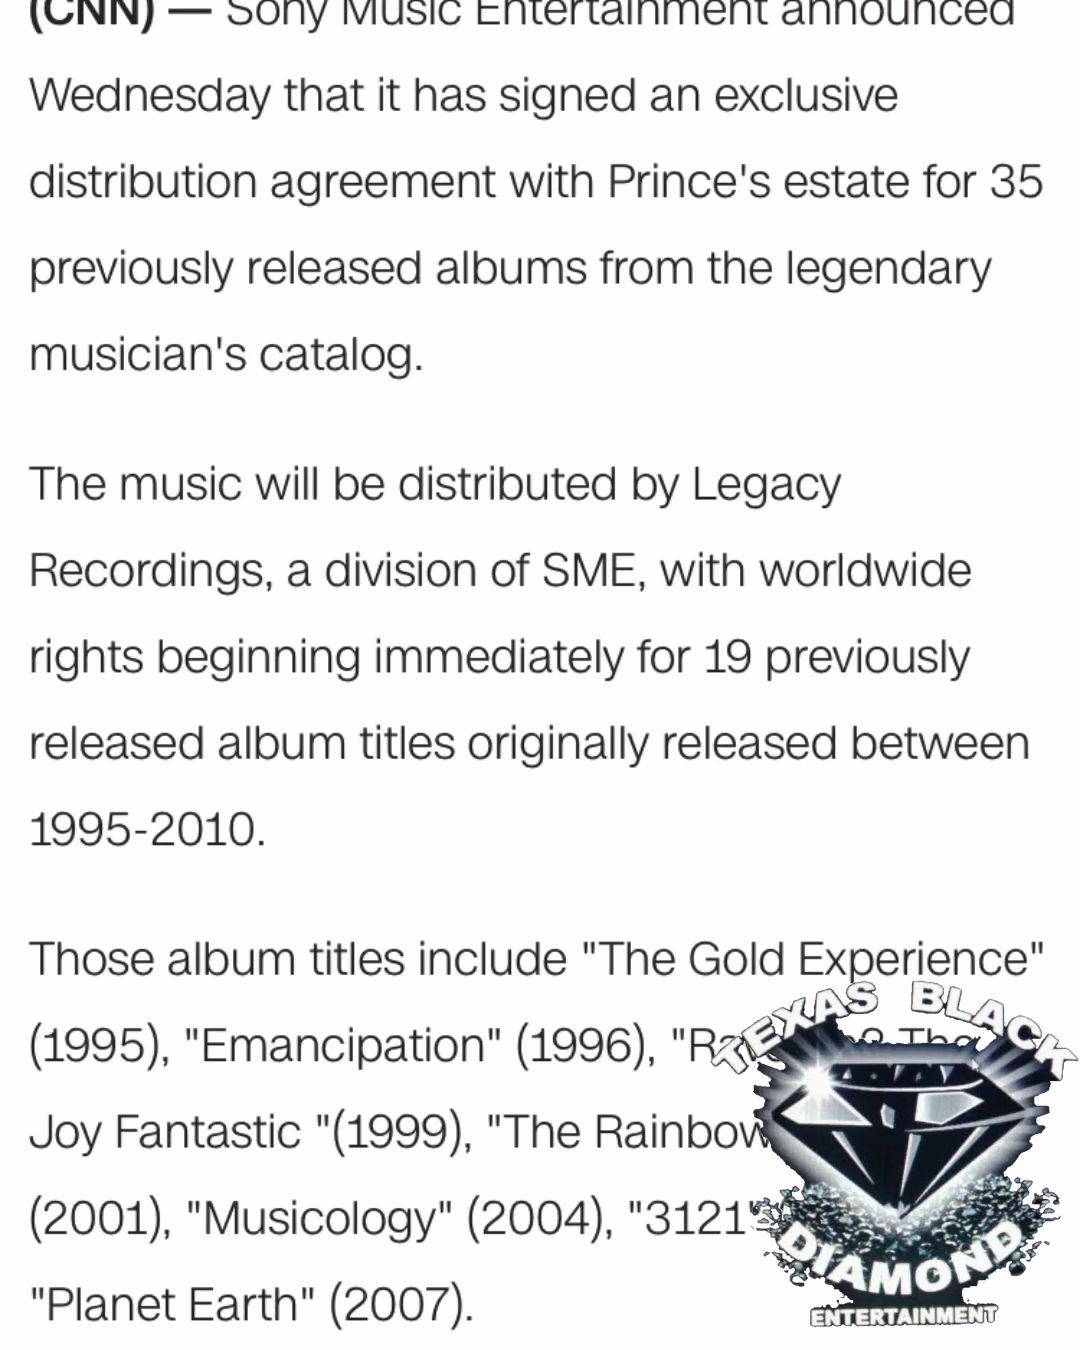 (CNN) — Sony Music Entertainment announced
Wednesday that it has signed an exclusive
distribution agreement with Prince's estate for 35
previously released albums from the legendary
musician's catalog.
The music will be distributed by Legacy
Recordings, a division of SME, with worldwide
rights beginning immediately for 19 previously
released album titles originally released between
1995-2010.
Those album titles include "The Gold Experience"
(1995), "Emancipation" (1996),
Joy Fantastic "(1999), "The Rainbow
(2001), "Musicology" (2004), "3121"
"Planet Earth" (2007).
TEXAS BLACK
DIAMOND
ENTERTAINMENT